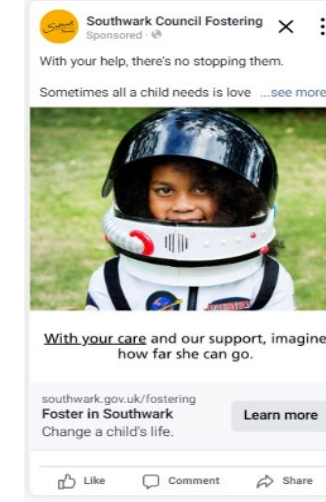 Southwark Council Fostering
Sponsored ·
With your help, there's no stopping them.
Sometimes all a child needs is love ...see more
With your care and our support, imagine
how far she can go.
southwark.gov.uk/fostering
Foster in Southwark
Change a child's life.
Learn more
Like
Comment
Share